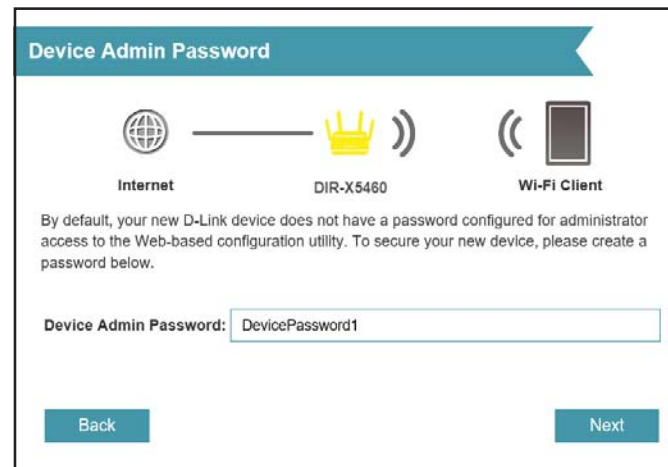 Device Admin Password
Internet
DIR-X5460
Wi-Fi Client
By default, your new D-Link device does not have a password configured for administrator
access to the Web-based configuration utility. To secure your new device, please create a
password below.
Device Admin Password: DevicePassword1
Back
Next